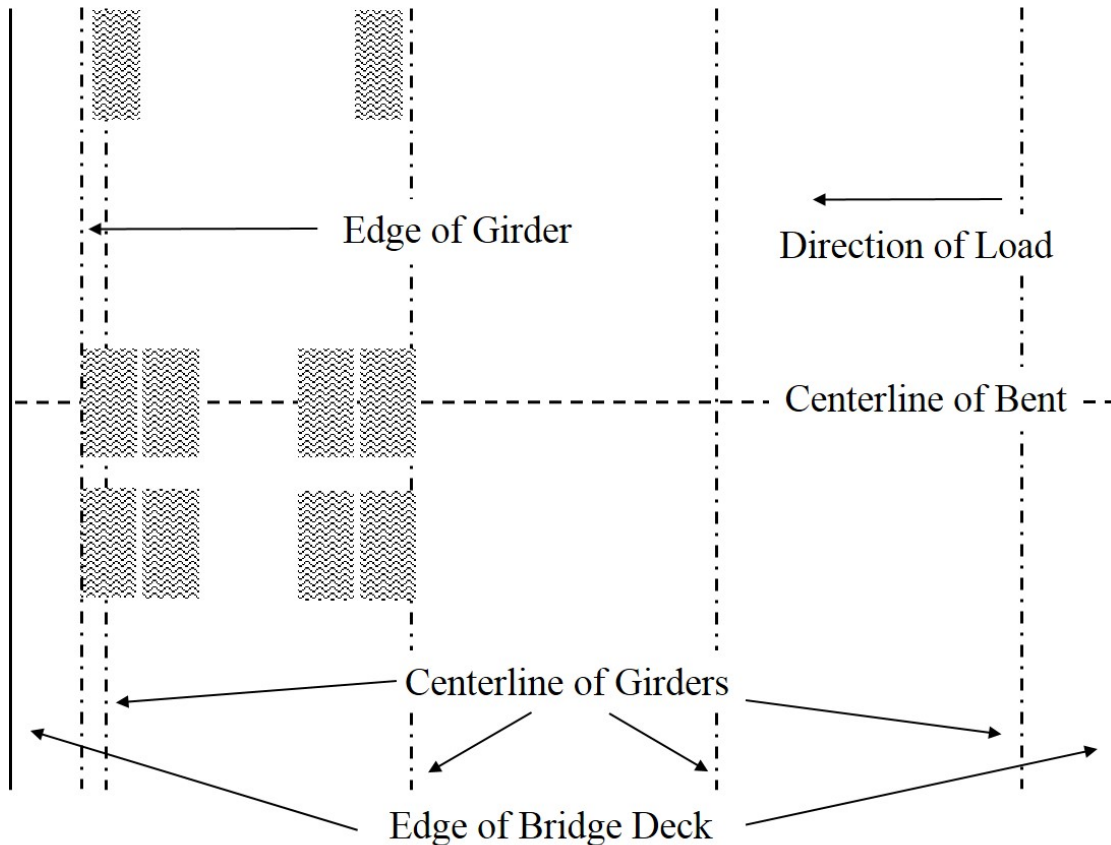 Edge of Girder
Direction of Load
Centerline of Bent
Centerline of Girders
Edge of Bridge Deck